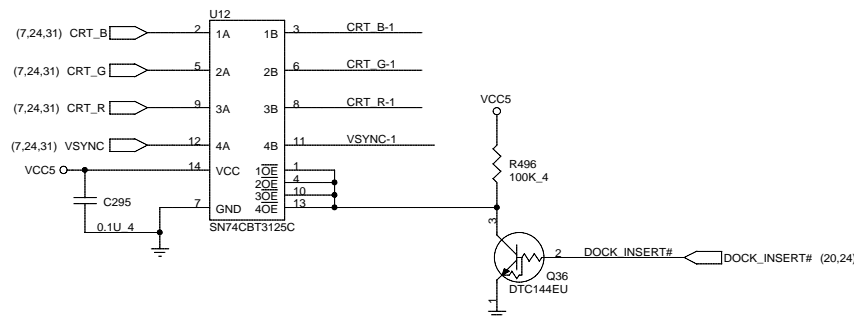 U12
(7,24,31) CRT_B 2 1A 1B 3 CRT_B-1
(7,24,31) CRT_G 5 2A 2B 6 CRT_G-1
(7,24,31) CRT_R 9 3A 3B 8 CRT_R-1
(7,24,31) VSYNC 12 4A 4B 11 VSYNC-1
VCC5 14 VCC 1OE 1
2OE 4
3OE 10
7 GND 4OE 13
C295
0.1U_4
SN74CBT3125C
VCC5
R496
100K_4
3
2 DOCK_INSERT# DOCK_INSERT# (20,24)
Q36
DTC144EU
1